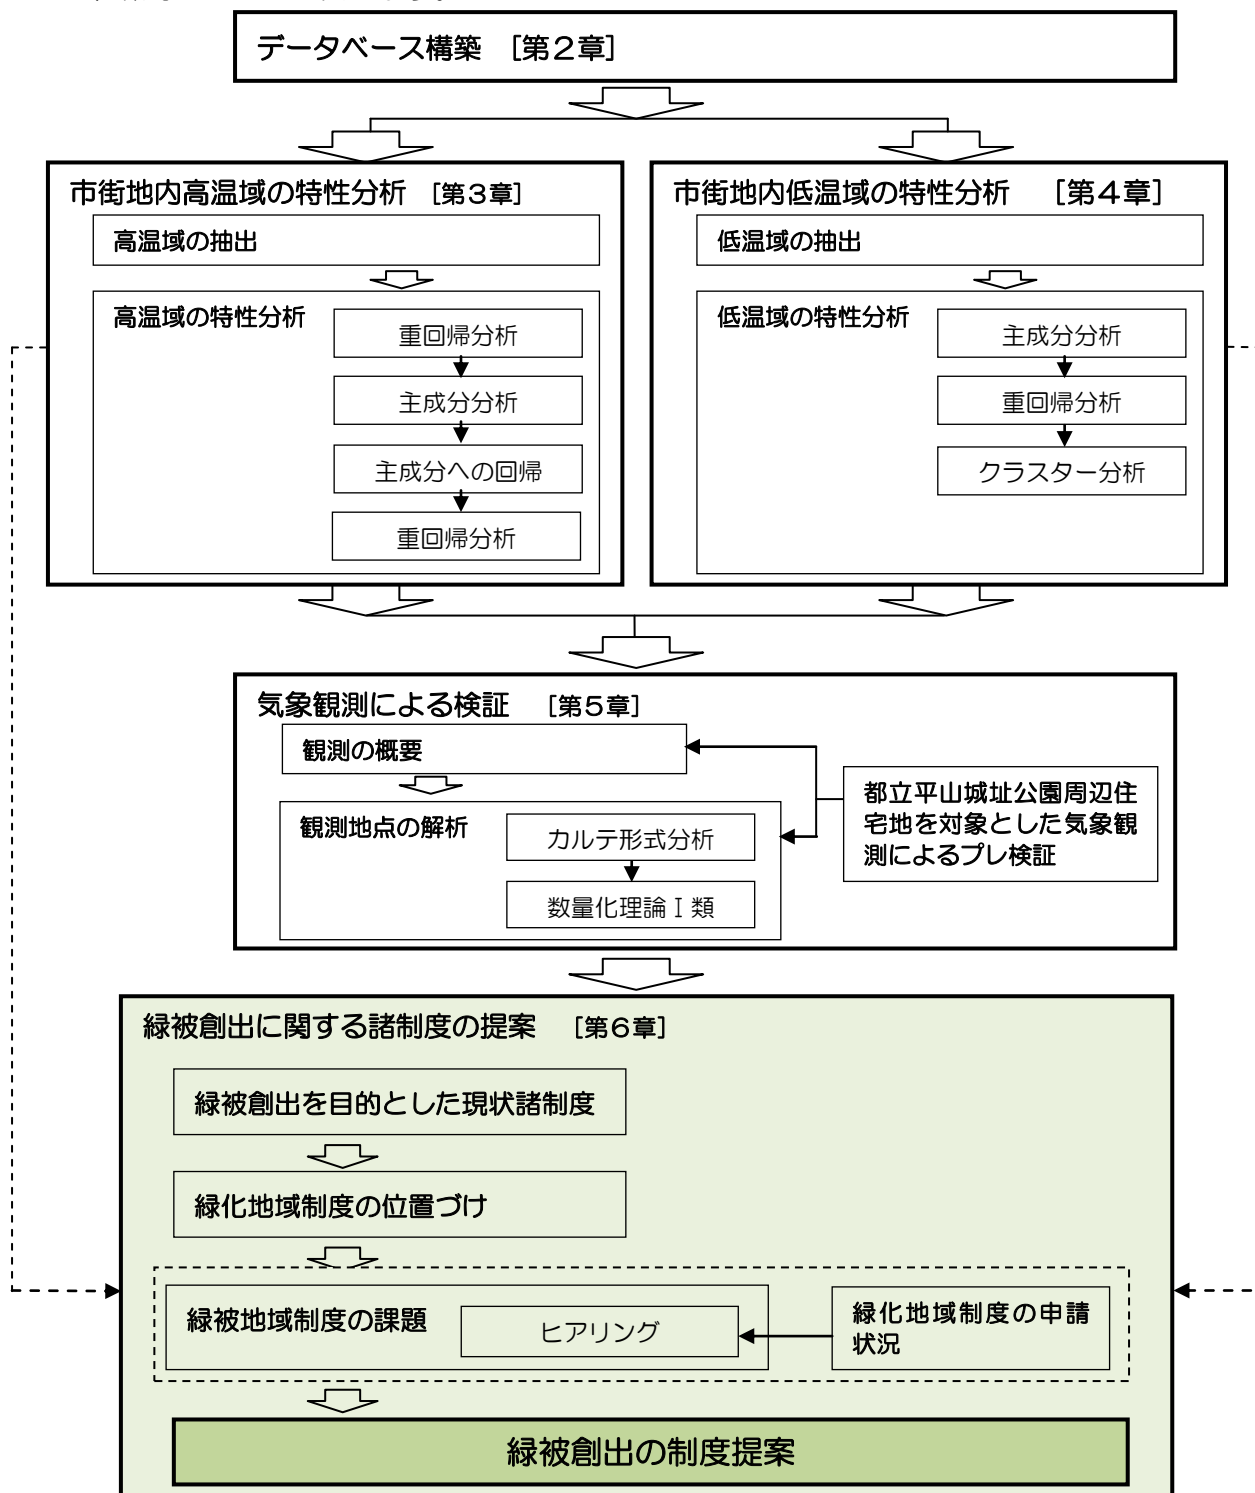 データベース構築 [第２章]
市街地内高温域の特性分析 [第３章]
高温域の抽出
高温域の特性分析
重回帰分析
主成分分析
主成分への回帰
重回帰分析
市街地内低温域の特性分析 [第４章]
低温域の抽出
低温域の特性分析
主成分分析
重回帰分析
クラスター分析
気象観測による検証 [第５章]
観測の概要
観測地点の解析
カルテ形式分析
数量化理論Ⅰ類
都立平山城址公園周辺住
宅地を対象とした気象観
測によるプレ検証
緑被創出に関する諸制度の提案 [第６章]
緑被創出を目的とした現状諸制度
緑化地域制度の位置づけ
緑被地域制度の課題
ヒアリング
緑化地域制度の申請
状況
緑被創出の制度提案